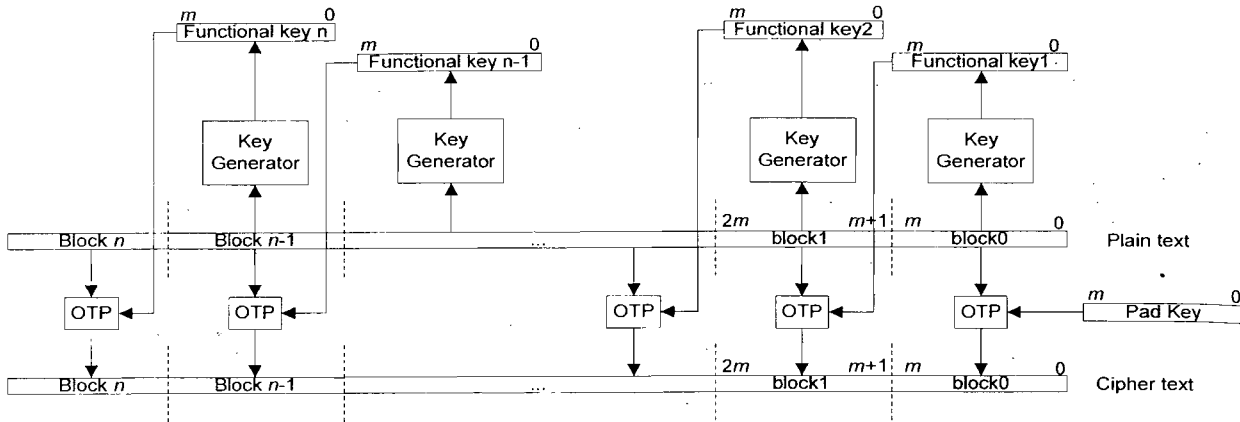 m 0 m 0
Functional key n Functional key2
m 0 m 0
Functional key n-1 Functional key1
Key Generator Key Generator Key Generator Key Generator
2m m+1 m 0
Block n Block n-1 ... block1 block0 Plain text
m 0
OTP OTP OTP OTP OTP Pad Key
2m m+1 m 0
Block n Block n-1 ... block1 block0 Cipher text